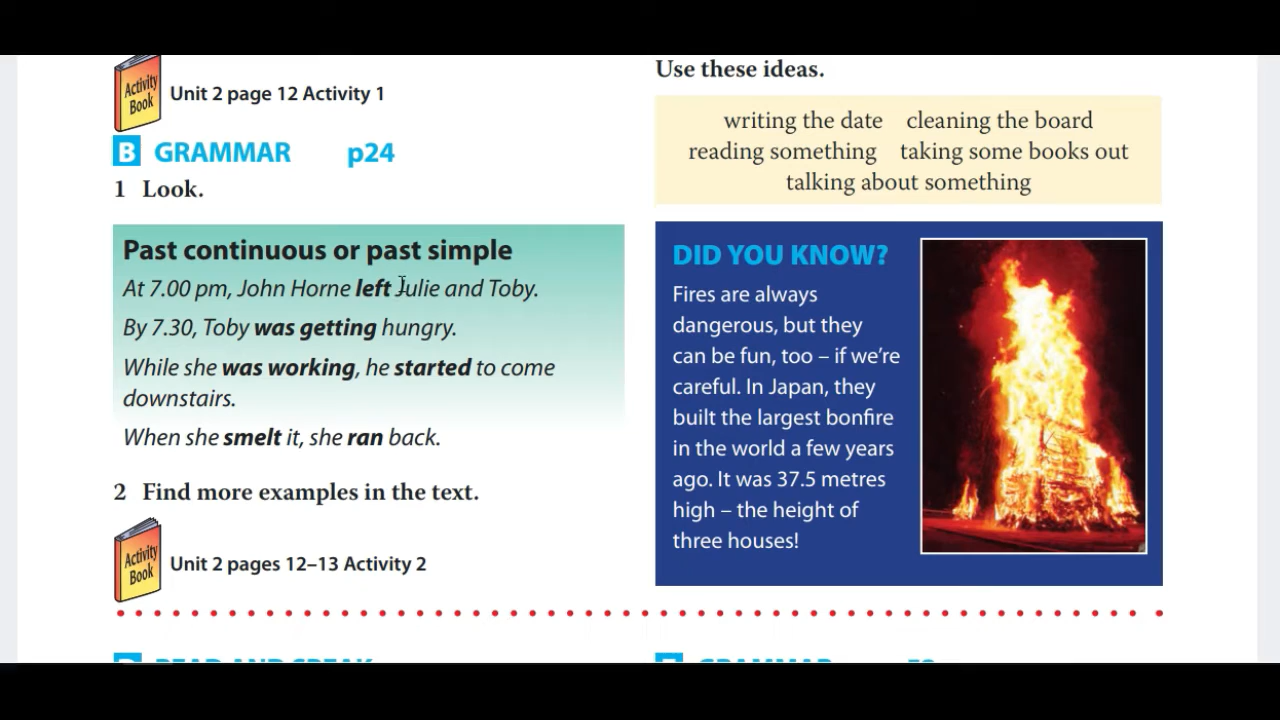 Activity
Book
Unit 2 page 12 Activity 1
B GRAMMAR p24
1 Look.
Past continuous or past simple
At 7.00 pm, John Horne left Julie and Toby.
By 7.30, Toby was getting hungry.
While she was working, he started to come
downstairs.
When she smelt it, she ran back.
2 Find more examples in the text.
Activity
Book
Unit 2 pages 12–13 Activity 2
Use these ideas.
writing the date cleaning the board
reading something taking some books out
talking about something
DID YOU KNOW?
Fires are always
dangerous, but they
can be fun, too – if we're
careful. In Japan, they
built the largest bonfire
in the world a few years
ago. It was 37.5 metres
high – the height of
three houses!
READ AND SPEAK
GRAMMAR